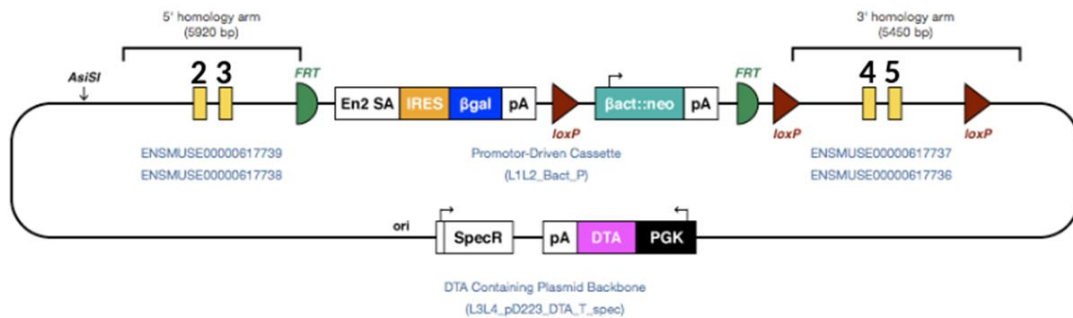 5' homology arm
(5920 bp)
3' homology arm
(5450 bp)
AsiSI
2 3
FRT
En2 SA IRES βgal pA
loxP
βact::neo pA
FRT
loxP
4 5
loxP
ENSMUSE00000617739
ENSMUSE00000617738
Promotor-Driven Cassette
(L1L2_Bact_P)
ENSMUSE00000617737
ENSMUSE00000617736
ori
SpecR
pA DTA PGK
DTA Containing Plasmid Backbone
(L3L4_pD223_DTA_T_spec)